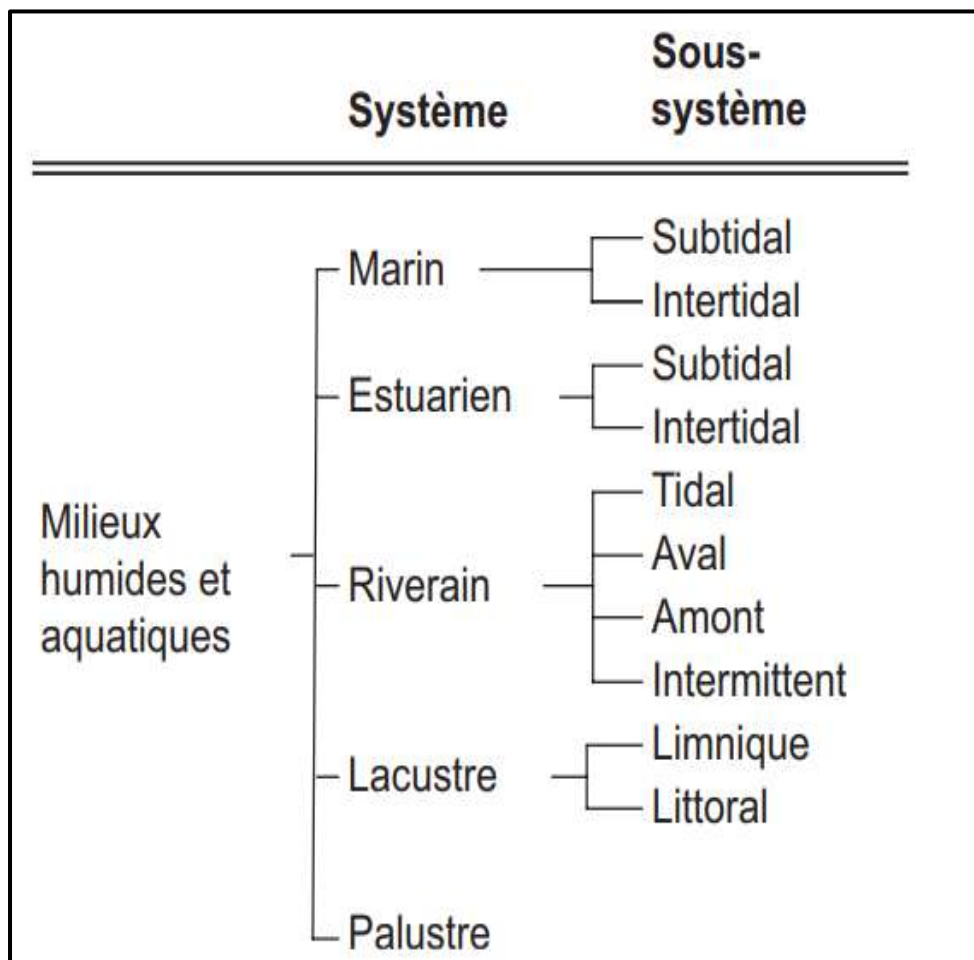 Système
Sous-
système
Marin
Subtidal
Intertidal
Estuarien
Subtidal
Intertidal
Milieux
humides et
aquatiques
Riverain
Tidal
Aval
Amont
Intermittent
Lacustre
Limnique
Littoral
Palustre